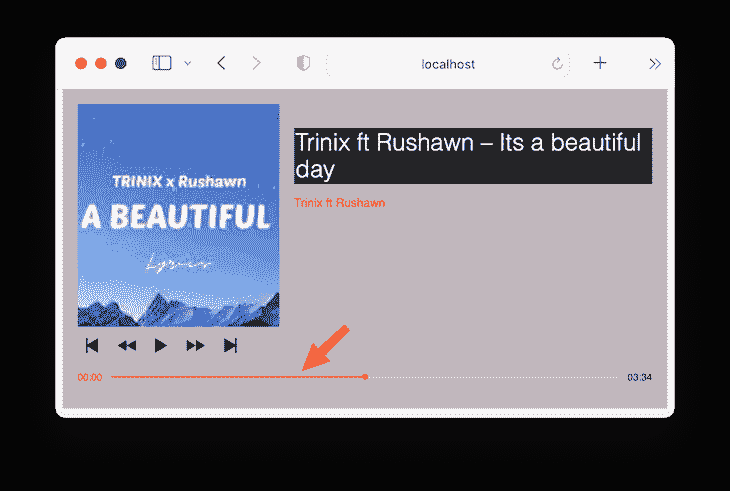 localhost
TRINIX x Rushawn
A BEAUTIFUL
Lyrics
Trinix ft Rushawn – Its a beautiful
day
Trinix ft Rushawn
00:00
03:34